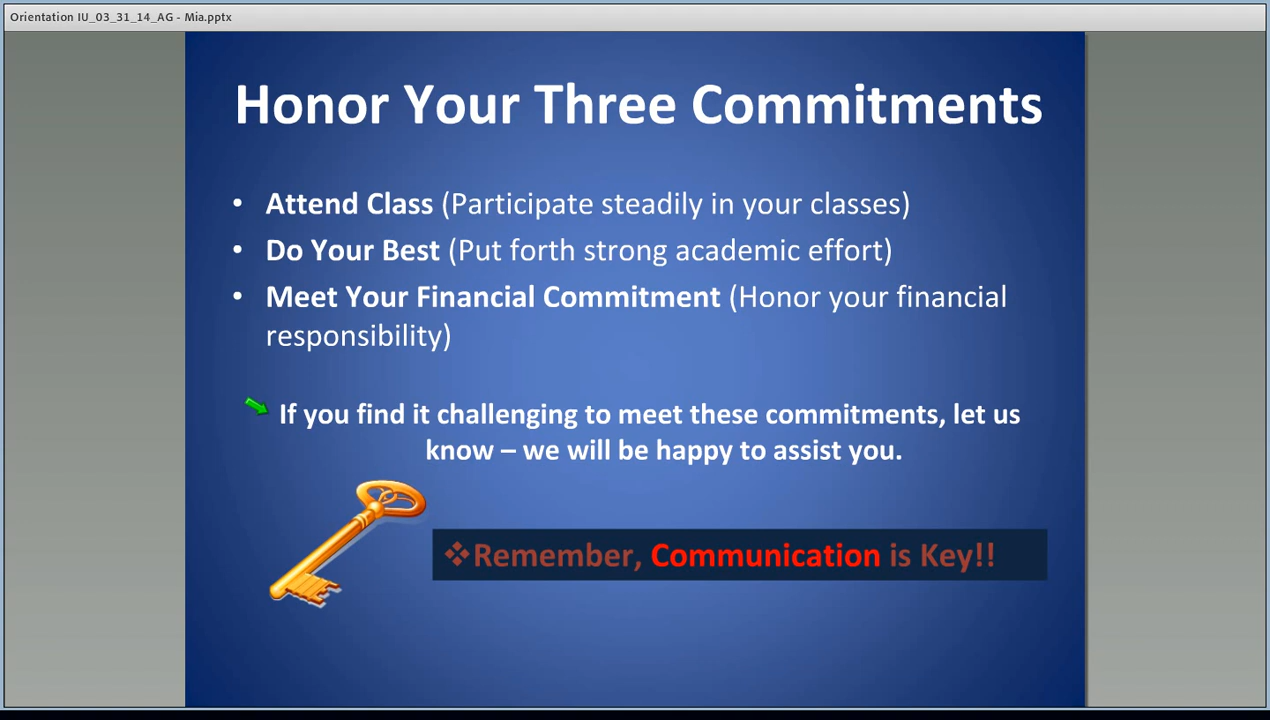 Orientation IU_03_31_14_AG - Mia.pptx
Honor Your Three Commitments
• Attend Class (Participate steadily in your classes)
• Do Your Best (Put forth strong academic effort)
• Meet Your Financial Commitment (Honor your financial
responsibility)
If you find it challenging to meet these commitments, let us
know – we will be happy to assist you.
❖Remember, Communication is Key!!